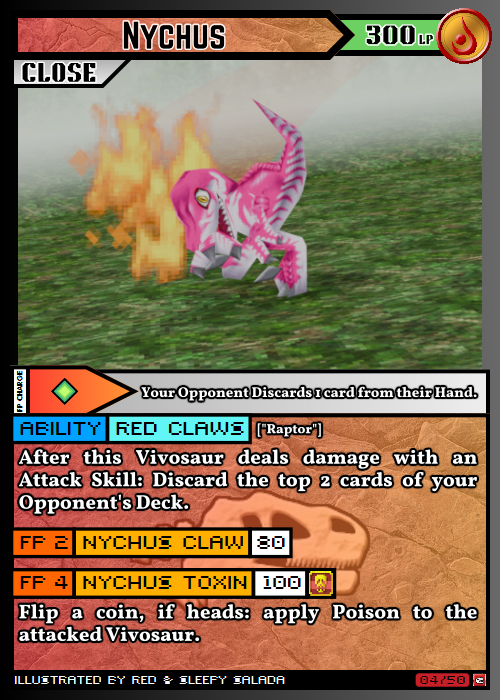 NYCHUS
300 LP
CLOSE
FP CHARGE
Your Opponent Discards 1 card from their Hand.
ABILITY RED CLAWS ["Raptor"]
After this Vivosaur deals damage with an
Attack Skill: Discard the top 2 cards of your
Opponent's Deck.
FP 2 NYCHUS CLAW 80
FP 4 NYCHUS TOXIN 100
Flip a coin, if heads: apply Poison to the
attacked Vivosaur.
ILLUSTRATED BY RED & SLEEPY SALADA
04/50